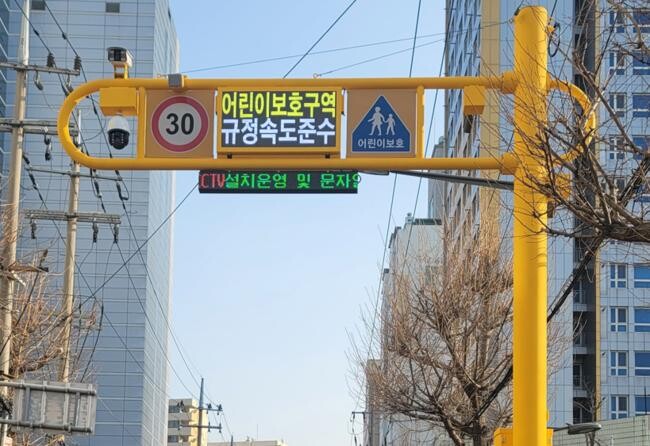 30
어린이보호구역
규정속도준수
어린이보호
CCTV설치운영 및 문자